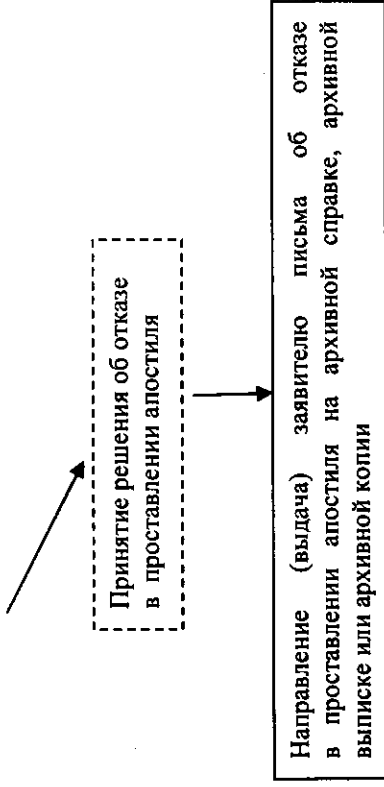 Принятие решения об отказе
в проставлении апостиля
Направление (выдача) заявителю письма об отказе
в проставлении апостиля на архивной справке, архивной
выписке или архивной копии